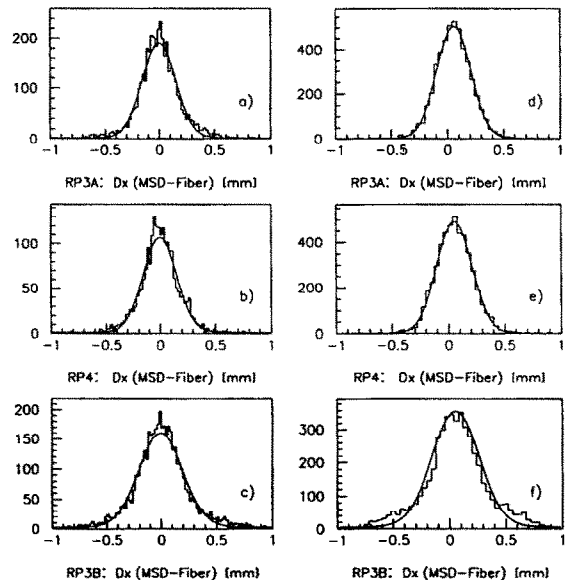 200
100
0
a)
-1 -0.5 0 0.5 1
RP3A: Dx (MSD-Fiber) [mm]
400
200
0
d)
-1 -0.5 0 0.5 1
RP3A: Dx (MSD-Fiber) [mm]
100
50
0
b)
-1 -0.5 0 0.5 1
RP4: Dx (MSD-Fiber) [mm]
400
200
0
e)
-1 -0.5 0 0.5 1
RP4: Dx (MSD-Fiber) [mm]
200
150
100
50
0
c)
-1 -0.5 0 0.5 1
RP3B: Dx (MSD-Fiber) [mm]
300
200
100
0
f)
-1 -0.5 0 0.5 1
RP3B: Dx (MSD-Fiber) [mm]